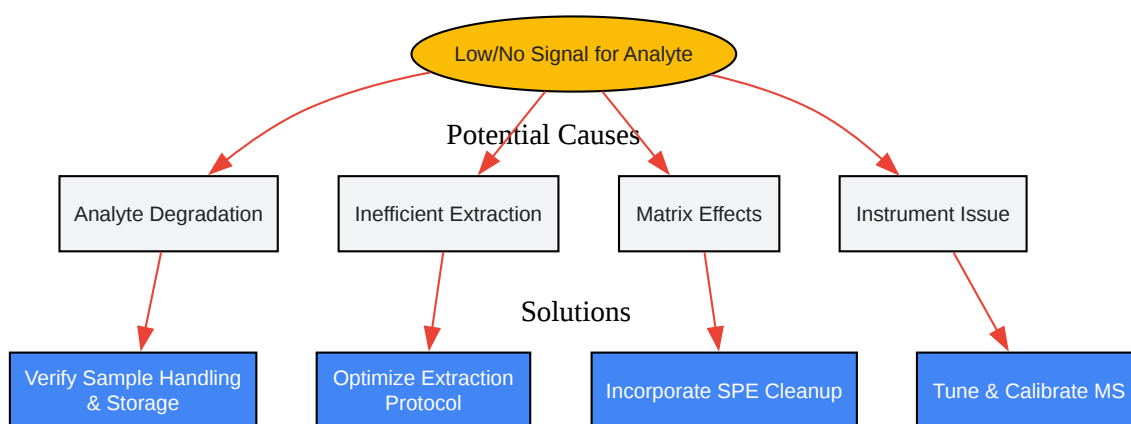 Low/No Signal for Analyte
Potential Causes
Analyte Degradation
Inefficient Extraction
Matrix Effects
Instrument Issue
Solutions
Verify Sample Handling
& Storage
Optimize Extraction
Protocol
Incorporate SPE Cleanup
Tune & Calibrate MS